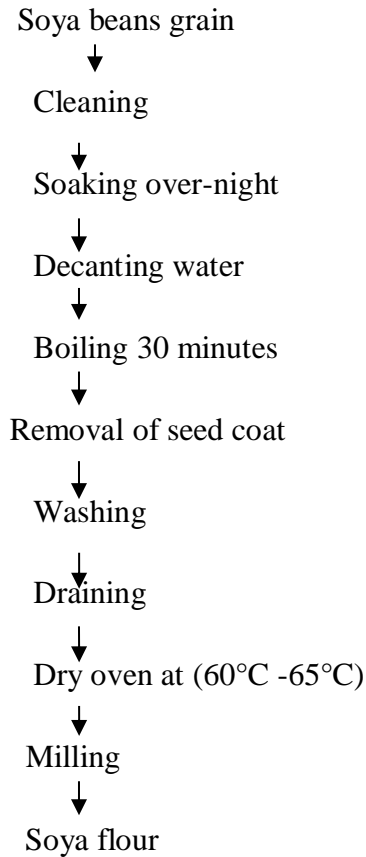 Soya beans grain
Cleaning
Soaking over-night
Decanting water
Boiling 30 minutes
Removal of seed coat
Washing
Draining
Dry oven at (60°C -65°C)
Milling
Soya flour